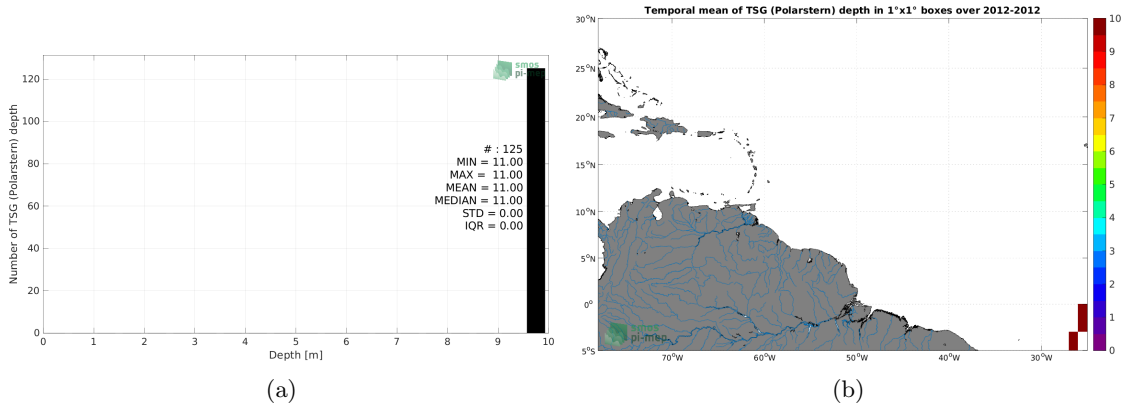 Number of TSG (Polarstern) depth
120
100
80
60
40
20
0
smos
pi-mep
# : 125
MIN = 11.00
MAX = 11.00
MEAN = 11.00
MEDIAN = 11.00
STD = 0.00
IQR = 0.00
0 1 2 3 4 5 6 7 8 9 10
Depth [m]
(a)
Temporal mean of TSG (Polarstern) depth in 1°x1° boxes over 2012-2012
30°N
25°N
20°N
15°N
10°N
5°N
0°
5°S
smos
pi-mep
70°W 60°W 50°W 40°W 30°W
10
9
8
7
6
5
4
3
2
1
0
(b)